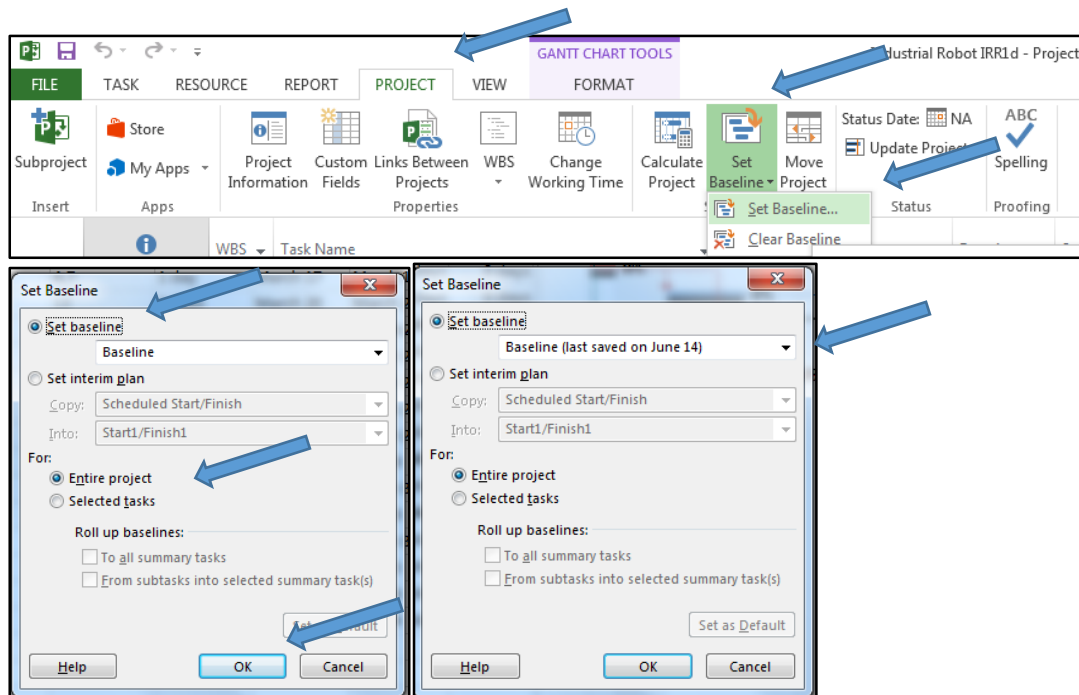 GANTT CHART TOOLS
Industrial Robot IRR1d - Project
FILE TASK RESOURCE REPORT PROJECT VIEW FORMAT
Subproject
Store
My Apps
Project Information
Custom Fields
Links Between Projects
WBS
Change Working Time
Calculate Project
Set Baseline
Move Project
Status Date: NA
Update Project
ABC
Spelling
Insert Apps Properties Status Proofing
Set Baseline...
Clear Baseline
WBS Task Name
Set Baseline
Set baseline
Baseline
Set interim plan
Copy: Scheduled Start/Finish
Into: Start1/Finish1
For:
Entire project
Selected tasks
Roll up baselines:
To all summary tasks
From subtasks into selected summary task(s)
Set as Default
Help OK Cancel
Set Baseline
Set baseline
Baseline (last saved on June 14)
Set interim plan
Copy: Scheduled Start/Finish
Into: Start1/Finish1
For:
Entire project
Selected tasks
Roll up baselines:
To all summary tasks
From subtasks into selected summary task(s)
Set as Default
Help OK Cancel